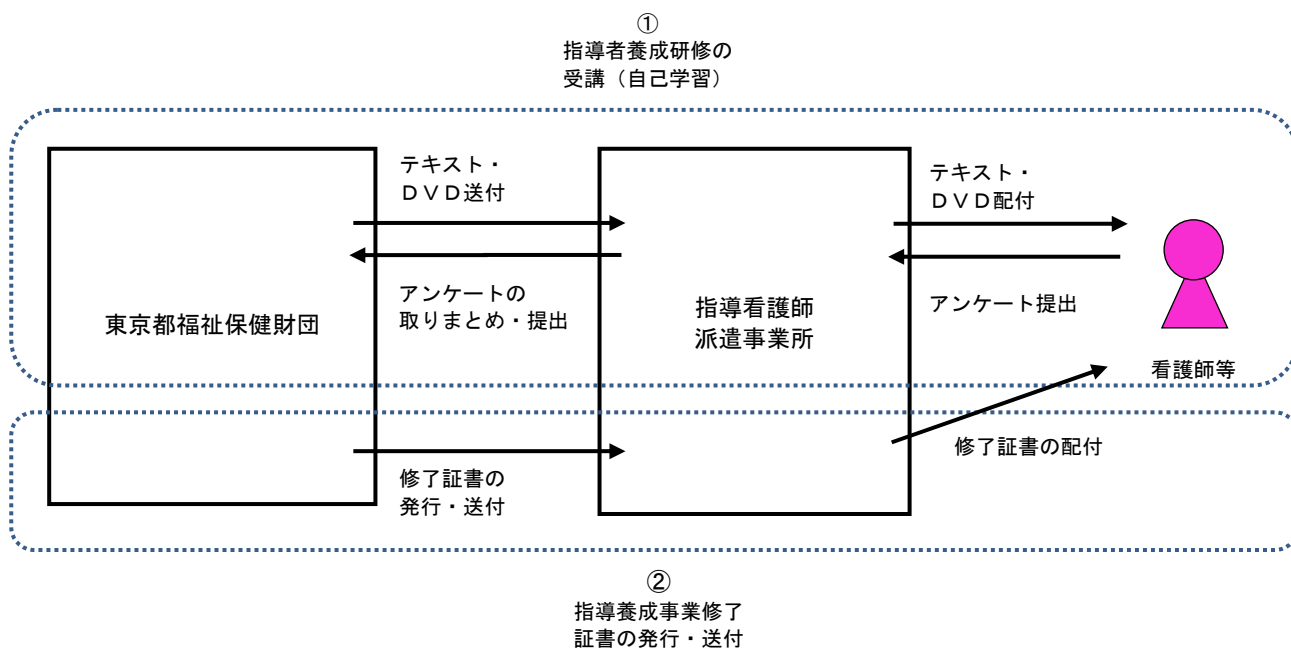 ①
指導者養成研修の
受講（自己学習）
テキスト・
ＤＶＤ送付
テキスト・
ＤＶＤ配付
アンケートの
取りまとめ・提出
アンケート提出
東京都福祉保健財団
指導看護師
派遣事業所
看護師等
修了証書の
発行・送付
修了証書の配付
②
指導養成事業修了
証書の発行・送付